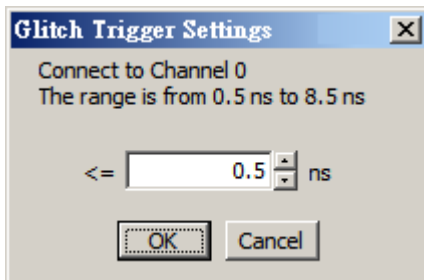 Glitch Trigger Settings
Connect to Channel 0
The range is from 0.5 ns to 8.5 ns
<= 0.5 ns
OK Cancel